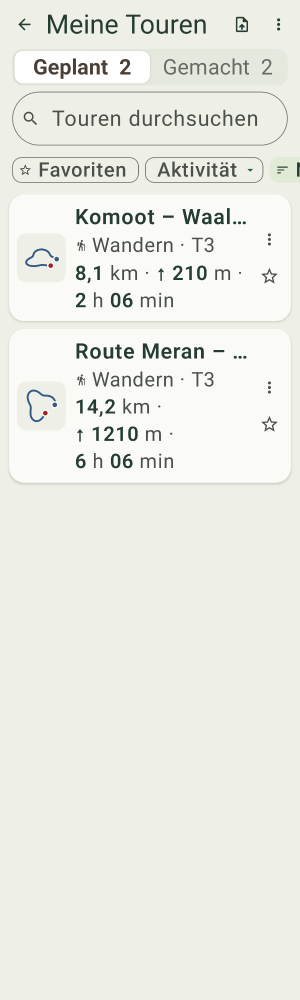 Meine Touren
Geplant 2 Gemacht 2
Touren durchsuchen
Favoriten Aktivität
Komoot – Waal…
Wandern · T3
8,1 km · ↑ 210 m ·
2 h 06 min
Route Meran – …
Wandern · T3
14,2 km ·
↑ 1210 m ·
6 h 06 min